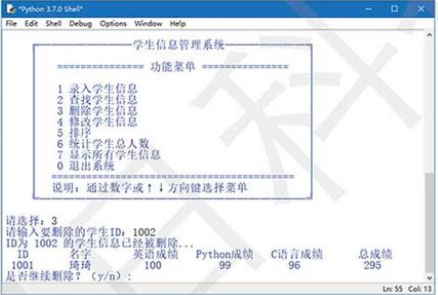 *Python 3.7.0 Shell*
File Edit Shell Debug Options Window Help
学生信息管理系统
=============== 功能菜单 ===============
1 录入学生信息
2 查找学生信息
3 删除学生信息
4 修改学生信息
5 排序
6 统计学生总人数
7 显示所有学生信息
0 退出系统
说明：通过数字或↑↓方向键选择菜单
请选择：3
请输入要删除的学生ID：1002
ID为 1002 的学生信息已经被删除...
ID 名字 英语成绩 Python成绩 C语言成绩 总成绩
1001 琦琦 100 99 96 295
是否继续删除？（y/n）：
Ln: 55 Col: 13